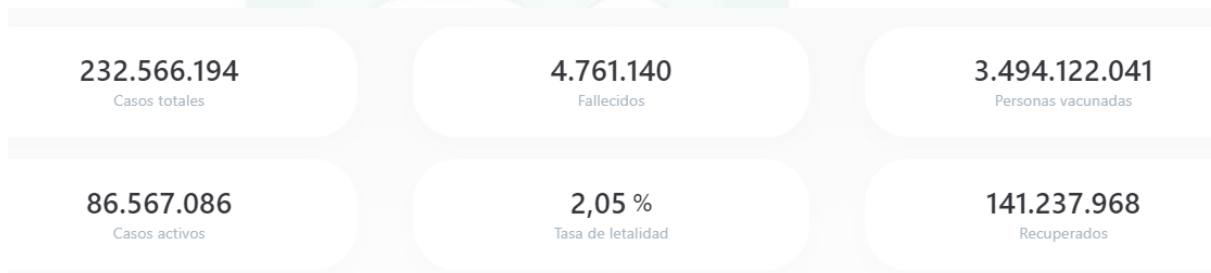 232.566.194
Casos totales
4.761.140
Fallecidos
3.494.122.041
Personas vacunadas
86.567.086
Casos activos
2,05 %
Tasa de letalidad
141.237.968
Recuperados